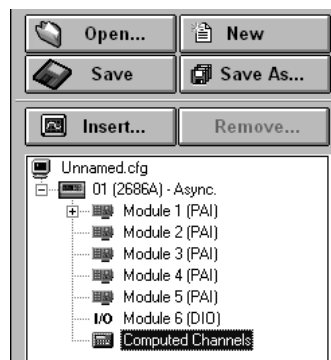 Open... New
Save Save As...
Insert... Remove...
Unnamed.cfg
01 (2686A) - Async.
Module 1 (PAI)
Module 2 (PAI)
Module 3 (PAI)
Module 4 (PAI)
Module 5 (PAI)
I/O Module 6 (DIO)
Computed Channels